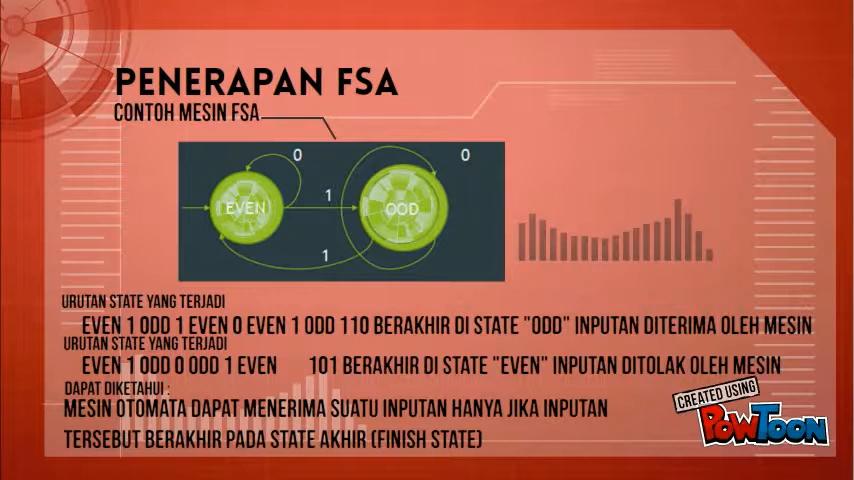 PENERAPAN FSA
CONTOH MESIN FSA
0
0
EVEN
1
OOD
1
URUTAN STATE YANG TERJADI
EVEN 1 ODD 1 EVEN 0 EVEN 1 ODD 110 BERAKHIR DI STATE "ODD" INPUTAN DITERIMA OLEH MESIN
URUTAN STATE YANG TERJADI
EVEN 1 ODD 0 ODD 1 EVEN 101 BERAKHIR DI STATE "EVEN" INPUTAN DITOLAK OLEH MESIN
DAPAT DIKETAHUI :
MESIN OTOMATA DAPAT MENERIMA SUATU INPUTAN HANYA JIKA INPUTAN
TERSEBUT BERAKHIR PADA STATE AKHIR (FINISH STATE)
CREATED USING
POWTOON